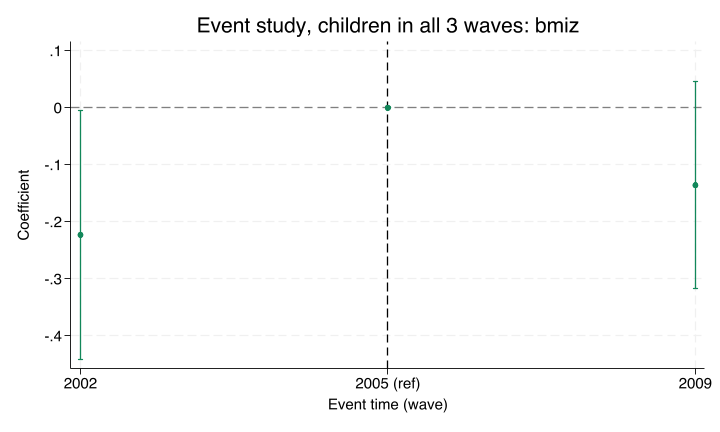 Event study, children in all 3 waves: bmiz
.1
0
-.1
-.2
-.3
-.4
Coefficient
2002
2005 (ref)
2009
Event time (wave)